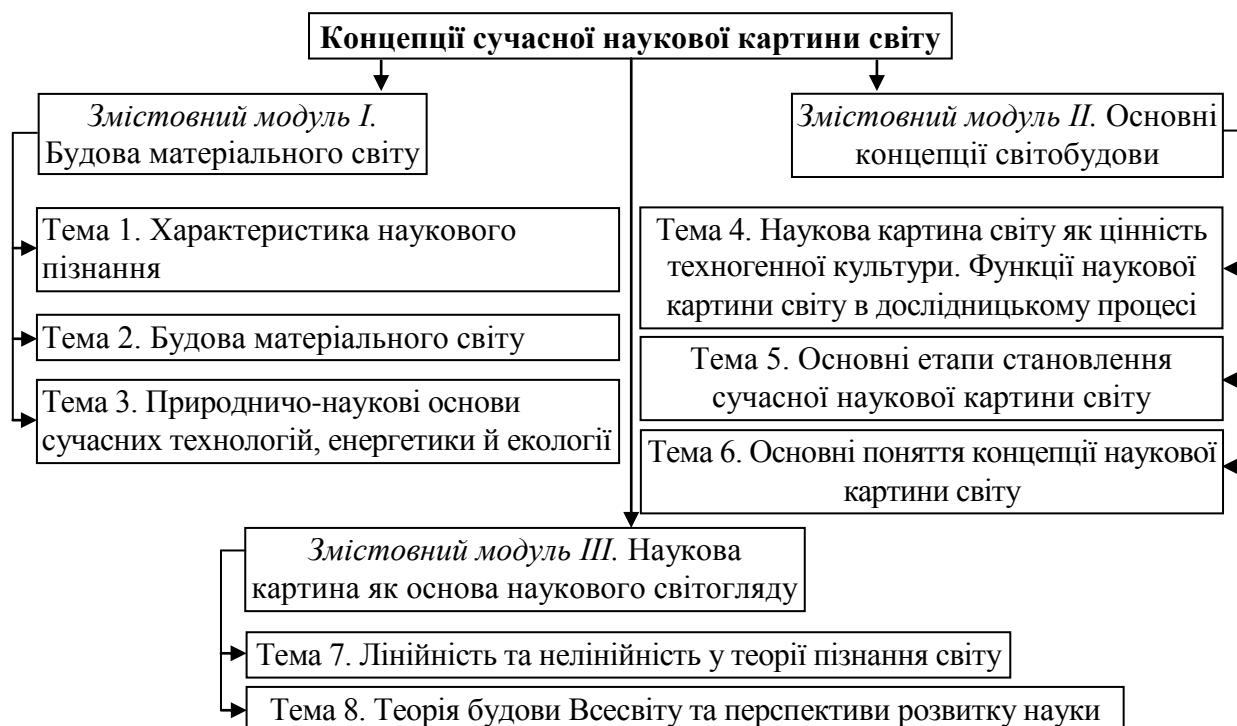 Концепції сучасної наукової картини світу
Змістовний модуль І.
Будова матеріального світу
Тема 1. Характеристика наукового
пізнання
Тема 2. Будова матеріального світу
Тема 3. Природничо-наукові основи
сучасних технологій, енергетики й екології
Змістовний модуль ІІ. Основні
концепції світобудови
Тема 4. Наукова картина світу як цінність
техногенної культури. Функції наукової
картини світу в дослідницькому процесі
Тема 5. Основні етапи становлення
сучасної наукової картини світу
Тема 6. Основні поняття концепції наукової
картини світу
Змістовний модуль ІІІ. Наукова
картина як основа наукового світогляду
Тема 7. Лінійність та нелінійність у теорії пізнання світу
Тема 8. Теорія будови Всесвіту та перспективи розвитку науки